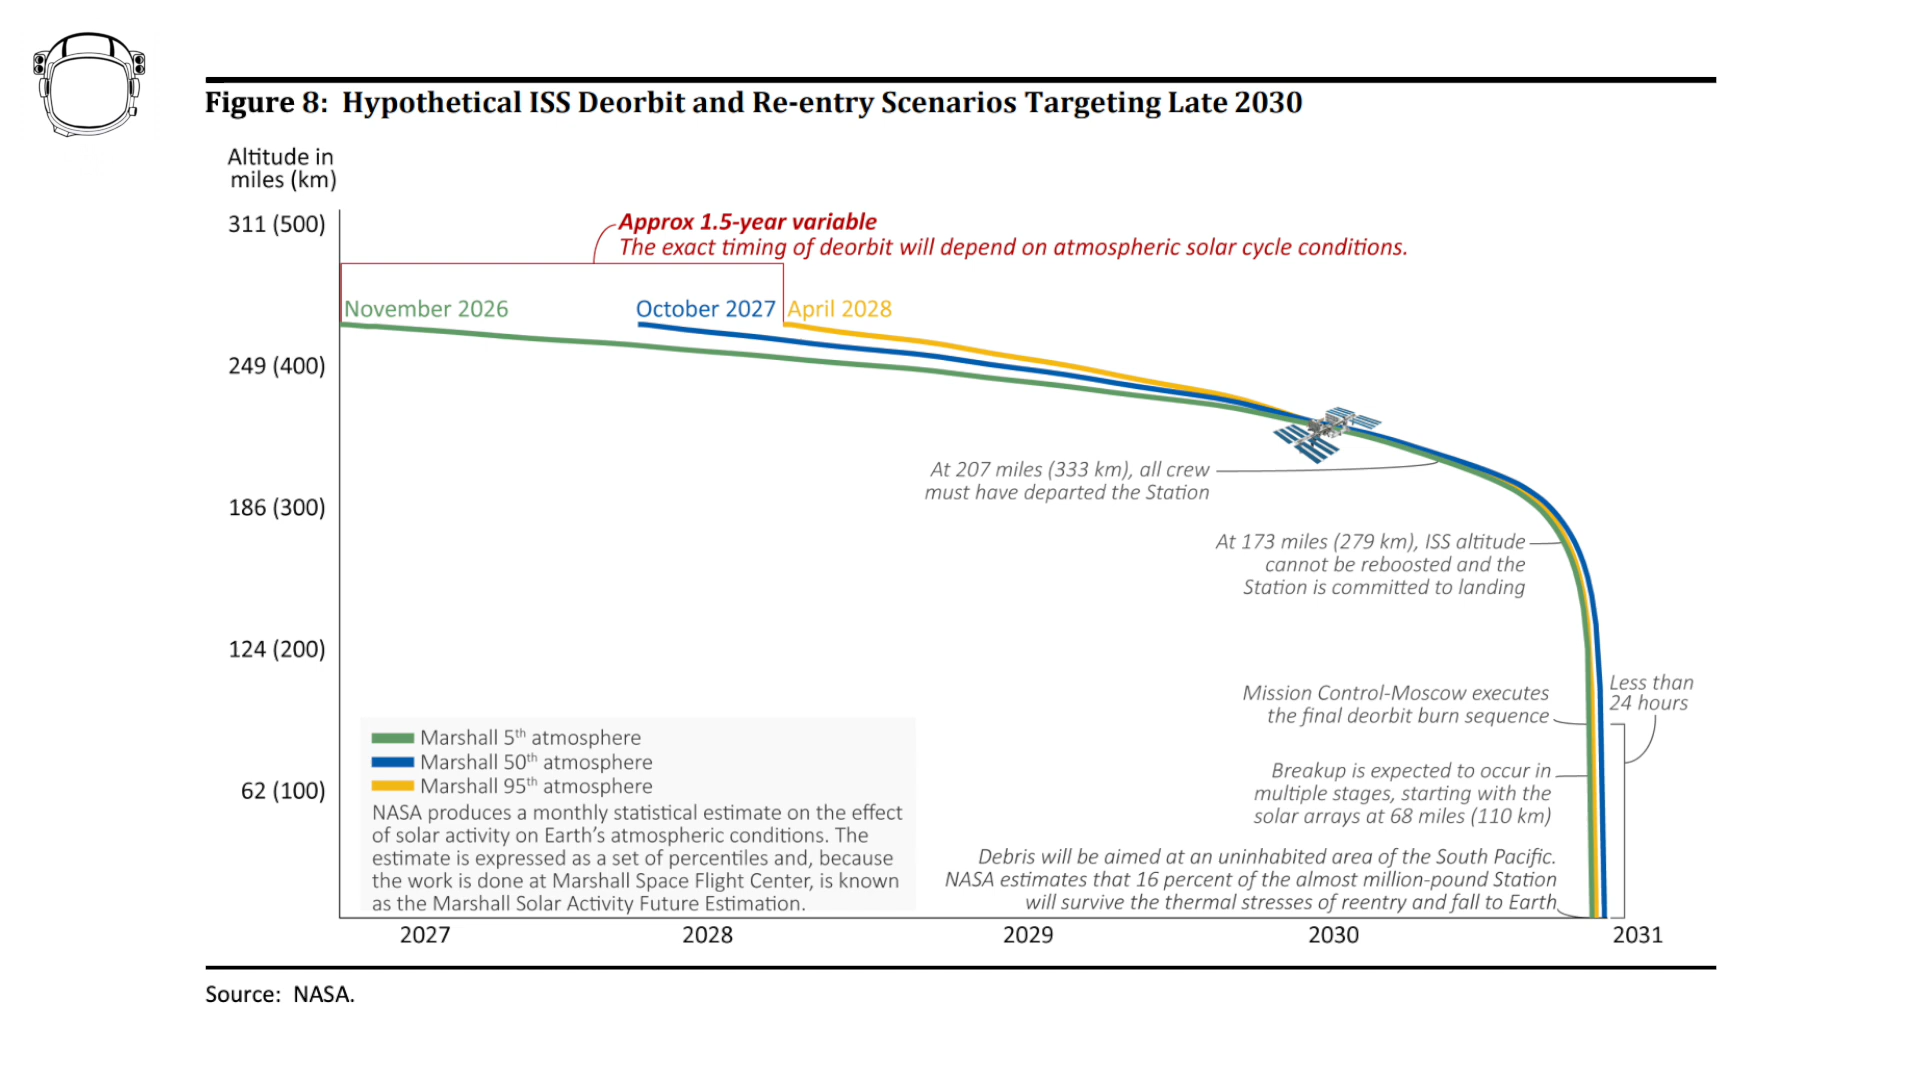 Figure 8: Hypothetical ISS Deorbit and Re-entry Scenarios Targeting Late 2030
Altitude in
miles (km)
311 (500)
Approx 1.5-year variable
The exact timing of deorbit will depend on atmospheric solar cycle conditions.
November 2026
October 2027
April 2028
249 (400)
At 207 miles (333 km), all crew
must have departed the Station
186 (300)
At 173 miles (279 km), ISS altitude
cannot be reboosted and the
Station is committed to landing
124 (200)
Mission Control-Moscow executes
the final deorbit burn sequence
Less than
24 hours
Marshall 5th atmosphere
Marshall 50th atmosphere
Marshall 95th atmosphere
62 (100)
Breakup is expected to occur in
multiple stages, starting with the
solar arrays at 68 miles (110 km)
NASA produces a monthly statistical estimate on the effect
of solar activity on Earth's atmospheric conditions. The
estimate is expressed as a set of percentiles and, because
the work is done at Marshall Space Flight Center, is known
as the Marshall Solar Activity Future Estimation.
Debris will be aimed at an uninhabited area of the South Pacific.
NASA estimates that 16 percent of the almost million-pound Station
will survive the thermal stresses of reentry and fall to Earth
2027
2028
2029
2030
2031
Source: NASA.